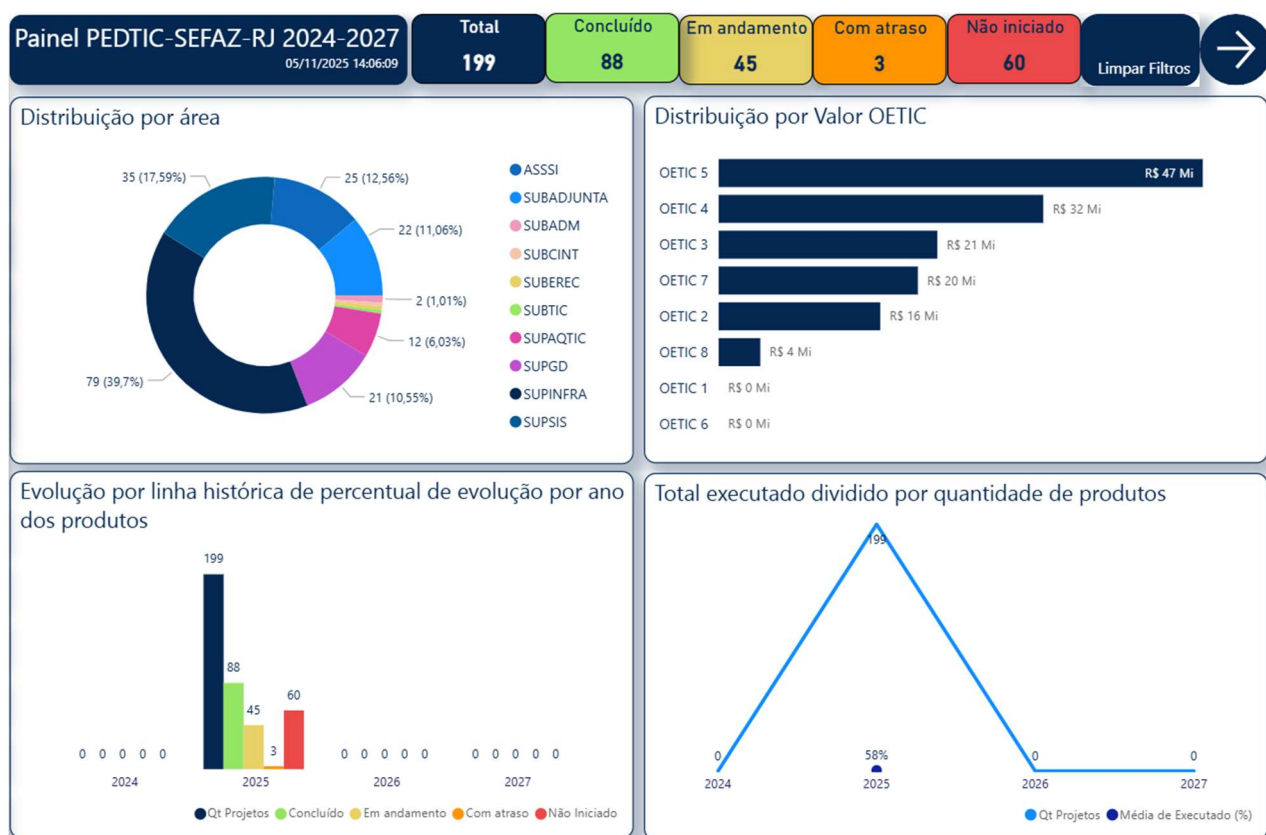 Painel PEDTIC-SEFAZ-RJ 2024-2027
05/11/2025 14:06:09
Total
199
Concluído
88
Em andamento
45
Com atraso
3
Não iniciado
60
Limpar Filtros
Distribuição por área
35 (17,59%)
25 (12,56%)
22 (11,06%)
2 (1,01%)
12 (6,03%)
21 (10,55%)
79 (39,7%)
ASSSI
SUBADJUNTA
SUBADM
SUBCINT
SUBEREC
SUBTIC
SUPAQTIC
SUPGD
SUPINFRA
SUPSIS
Distribuição por Valor OETIC
OETIC 5 R$ 47 Mi
OETIC 4 R$ 32 Mi
OETIC 3 R$ 21 Mi
OETIC 7 R$ 20 Mi
OETIC 2 R$ 16 Mi
OETIC 8 R$ 4 Mi
OETIC 1 R$ 0 Mi
OETIC 6 R$ 0 Mi
Evolução por linha histórica de percentual de evolução por ano
dos produtos
199
88
45
3
60
0 0 0 0 0
0 0 0 0 0
0 0 0 0 0
2024 2025 2026 2027
Qt Projetos Concluído Em andamento Com atraso Não Iniciado
Total executado dividido por quantidade de produtos
199
0 58% 0 0
2024 2025 2026 2027
Qt Projetos Média de Executado (%)